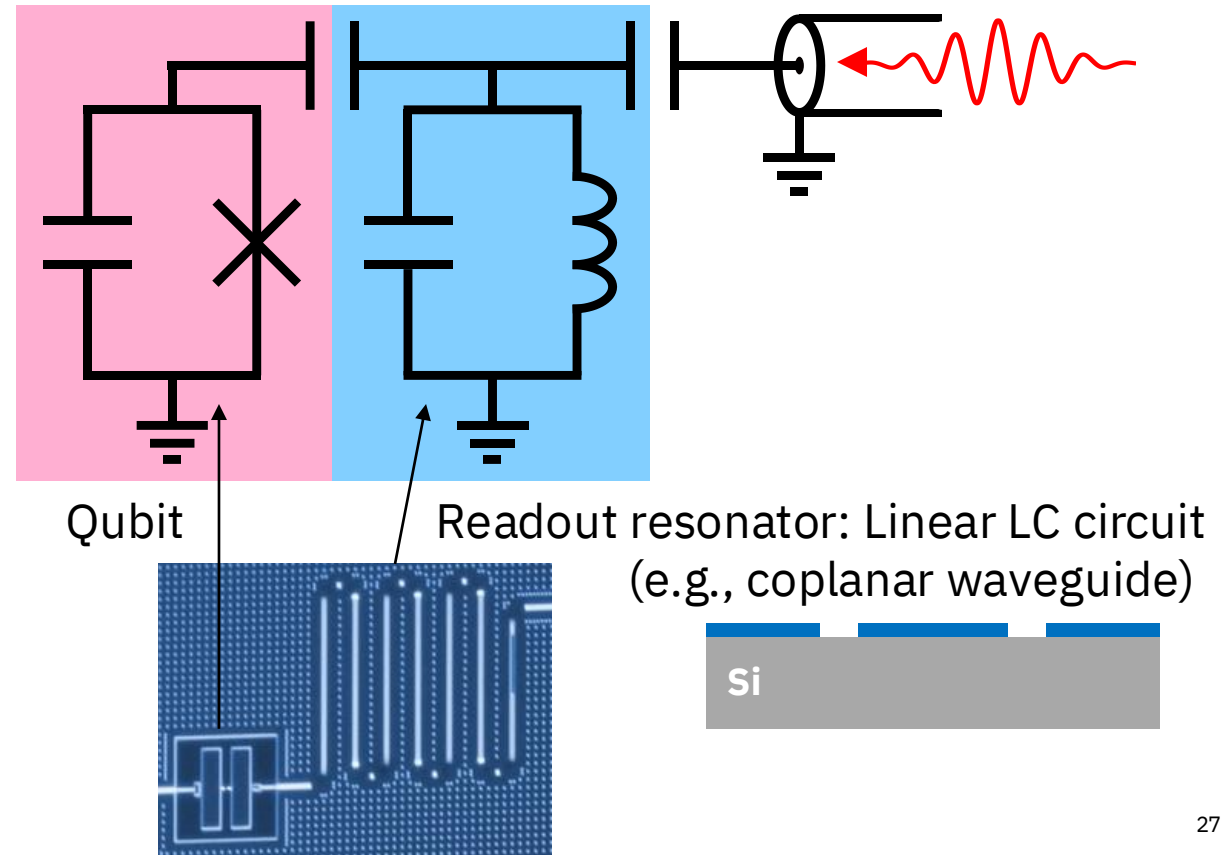 Qubit
Readout resonator: Linear LC circuit
(e.g., coplanar waveguide)
Si
27